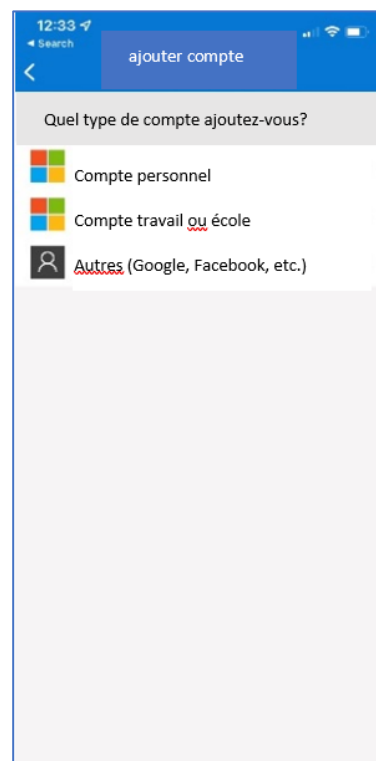 12:33
Search
ajouter compte
Quel type de compte ajoutez-vous?
Compte personnel
Compte travail ou école
Autres (Google, Facebook, etc.)